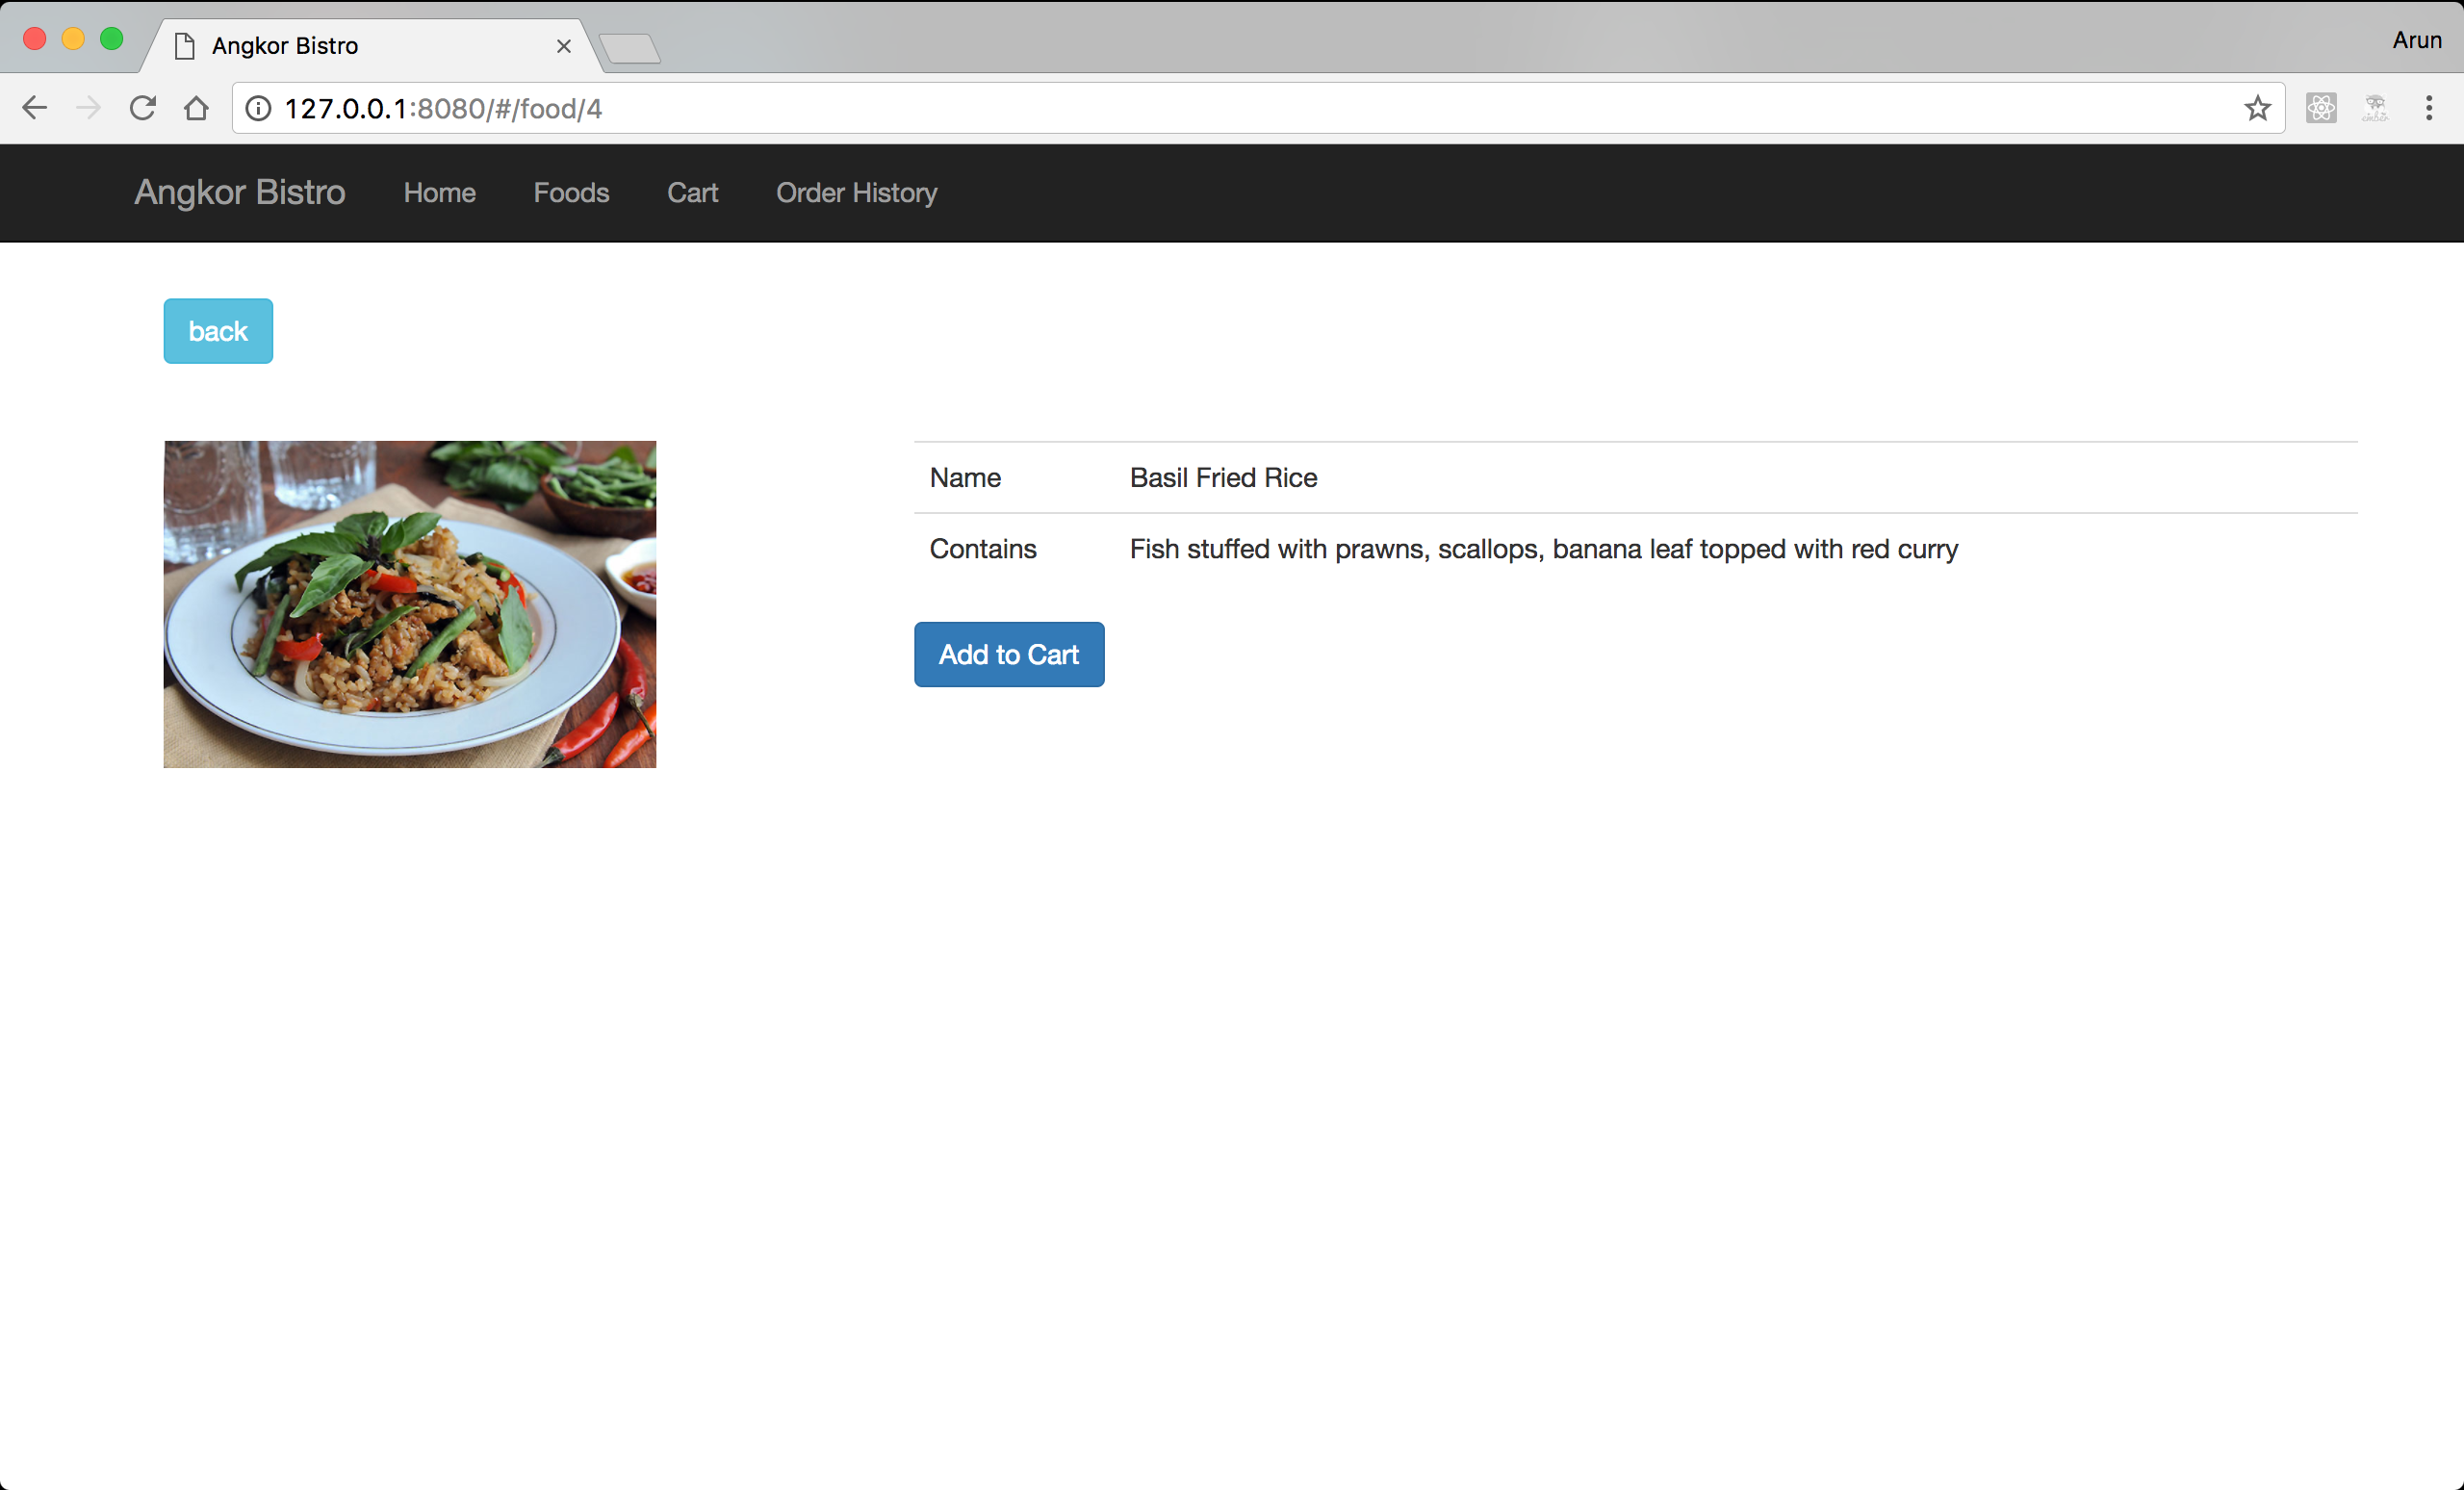 Angkor Bistro
Arun
127.0.0.1:8080/#/food/4
Angkor Bistro Home Foods Cart Order History
back
Name Basil Fried Rice
Contains Fish stuffed with prawns, scallops, banana leaf topped with red curry
Add to Cart